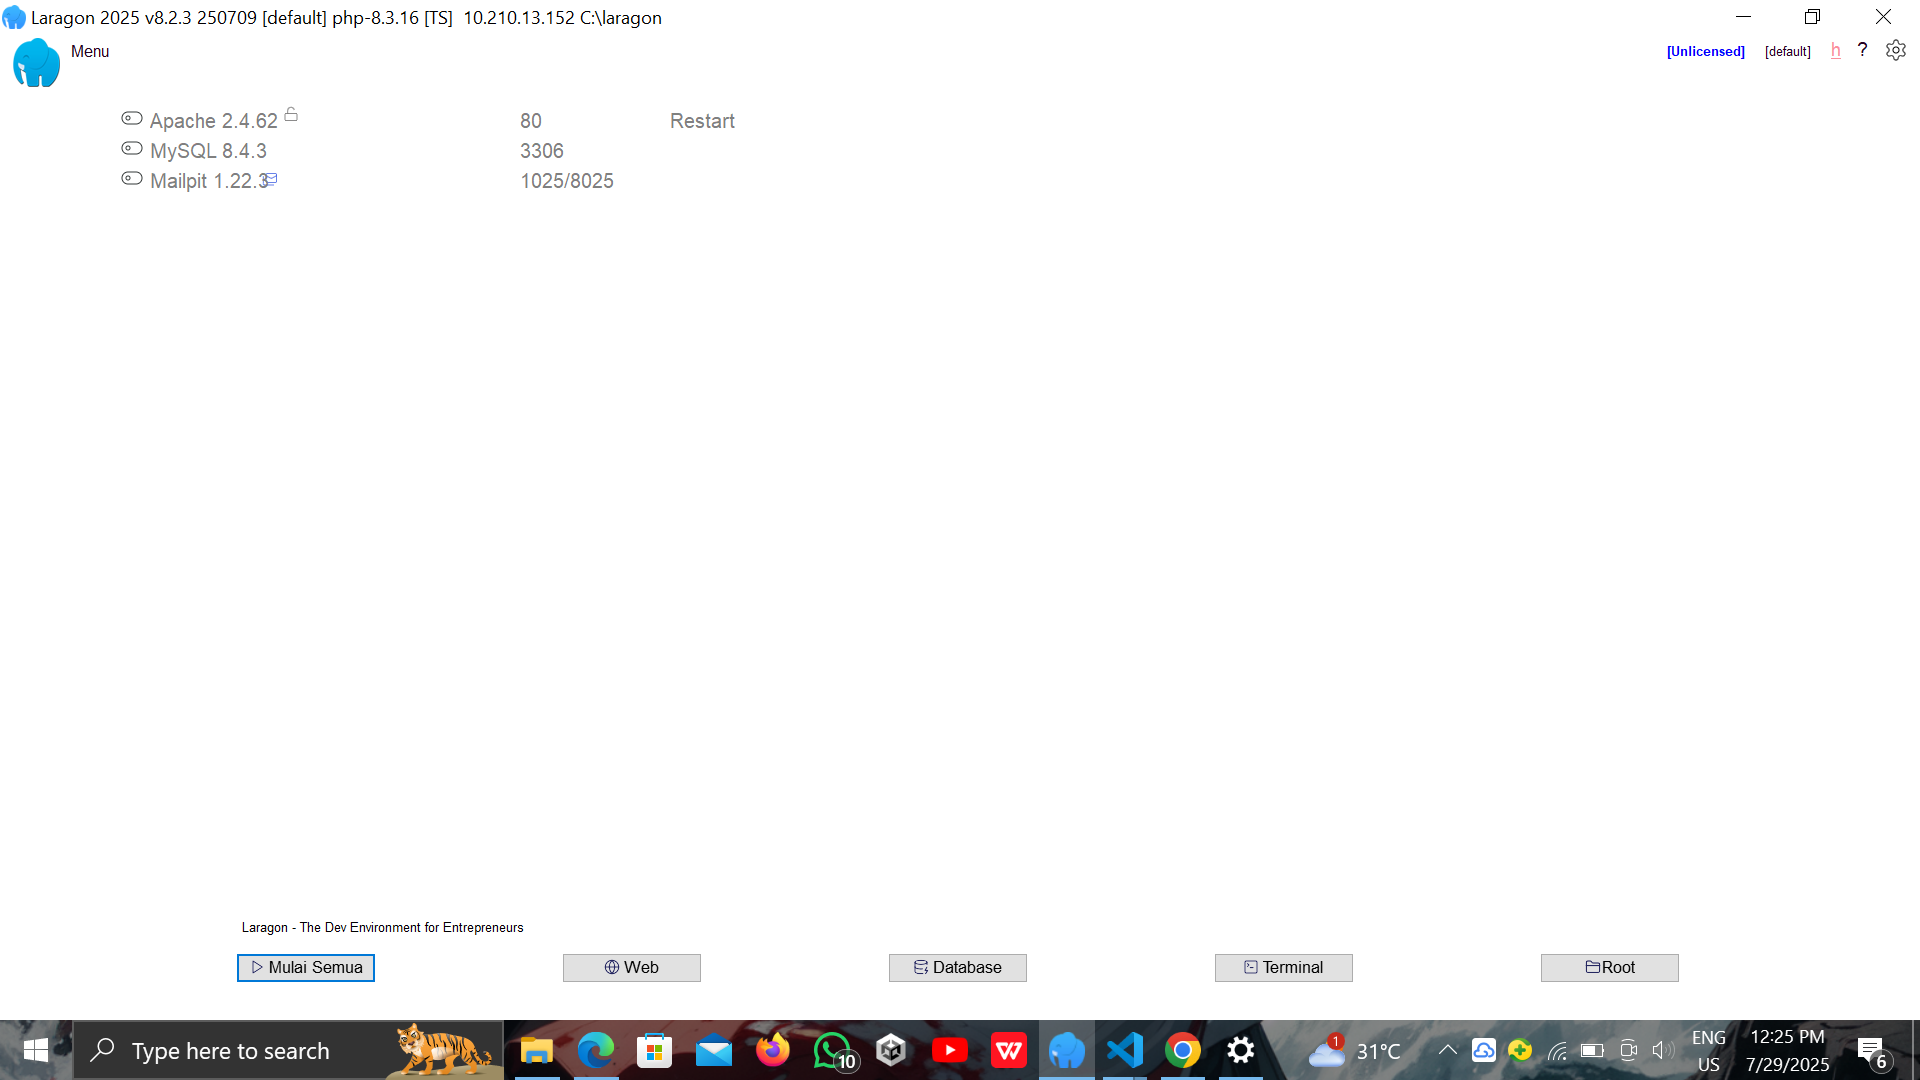 Laragon 2025 v8.2.3 250709 [default] php-8.3.16 [TS]  10.210.13.152 C:\laragon
Menu
[Unlicensed] [default] h ?
Apache 2.4.62 80 Restart
MySQL 8.4.3 3306
Mailpit 1.22.3 1025/8025
Laragon - The Dev Environment for Entrepreneurs
Mulai Semua Web Database Terminal Root
Type here to search
10
W
1
31°C
ENG
US
12:25 PM
7/29/2025
6